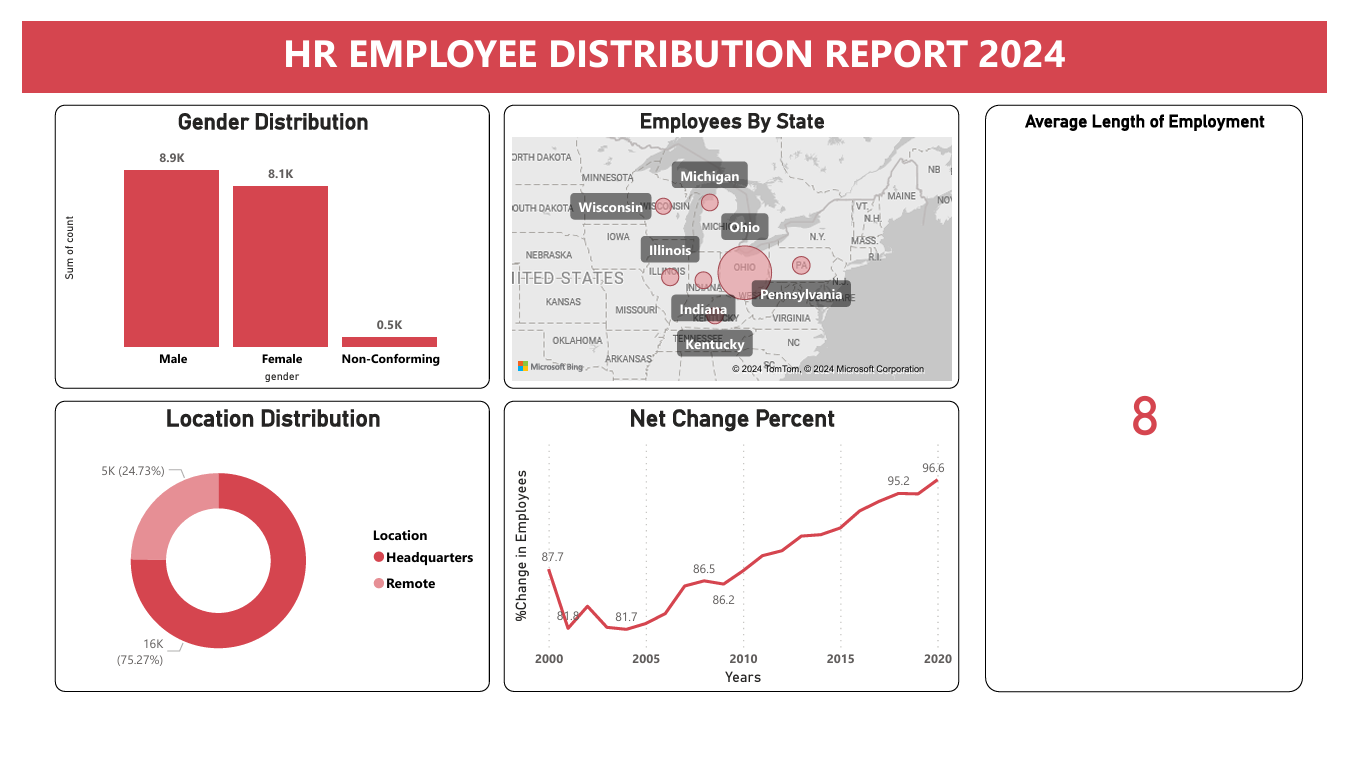 HR EMPLOYEE DISTRIBUTION REPORT 2024
Gender Distribution
8.9K
8.1K
0.5K
Sum of count
Male
Female
Non-Conforming
gender
Employees By State
ORTH DAKOTA
MINNESOTA
OUTH DAKOTA
WISCONSIN
IOWA
NEBRASKA
ILLINOIS
NITED STATES
INDIANA
OHIO
PA
KANSAS
MISSOURI
KENTUCKY
VIRGINIA
OKLAHOMA
TENNESSEE
NC
ARKANSAS
SC
NB
MAINE
NO
VT.
N.H.
N.Y.
MASS.
R.I.
N.J.
Michigan
Wisconsin
Ohio
Illinois
Pennsylvania
Indiana
Kentucky
Microsoft Bing
© 2024 TomTom, © 2024 Microsoft Corporation
Average Length of Employment
8
Location Distribution
5K (24.73%)
16K
(75.27%)
Location
Headquarters
Remote
Net Change Percent
%Change in Employees
87.7
81.8
81.7
86.5
86.2
95.2
96.6
2000
2005
2010
2015
2020
Years